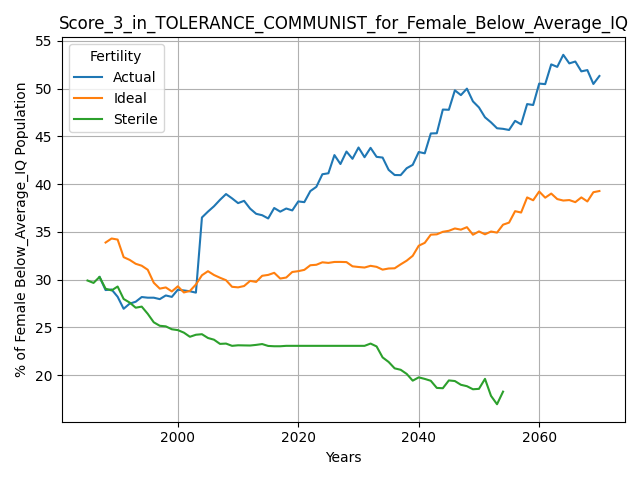 Score_3_in_TOLERANCE_COMMUNIST_for_Female_Below_Average_IQ
Fertility
Actual
Ideal
Sterile
% of Female Below_Average_IQ Population
55
50
45
40
35
30
25
20
2000
2020
2040
2060
Years